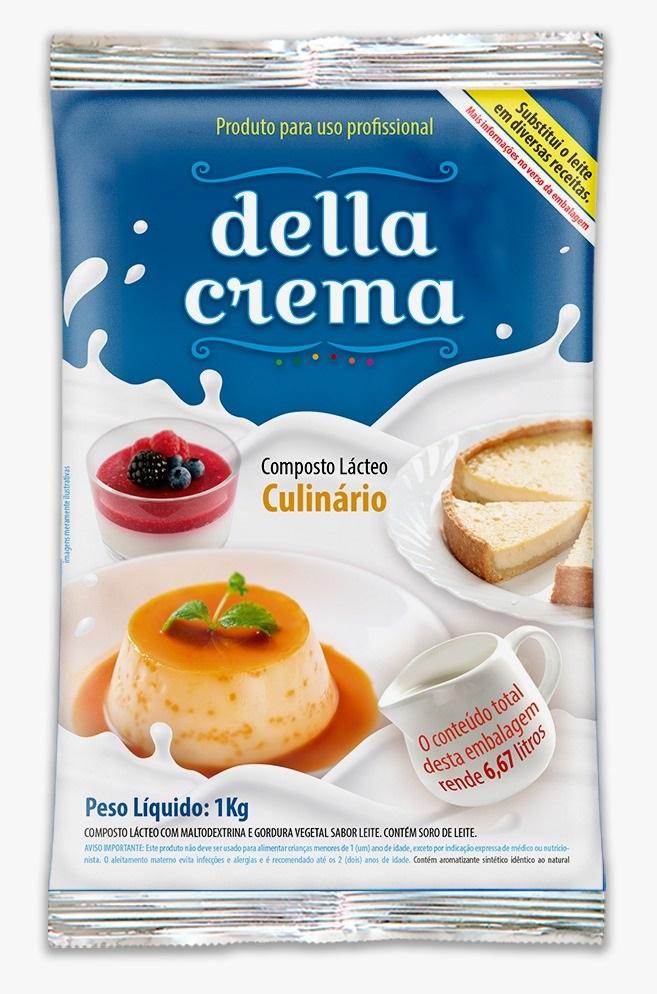 Produto para uso profissional
Substitui o leite
em diversas receitas.
Mais informações no verso da embalagem
della
crema
Composto Lácteo
Culinário
imagens meramente ilustrativas
O conteúdo total
desta embalagem
rende 6,67 litros
Peso Líquido: 1Kg
COMPOSTO LÁCTEO COM MALTODEXTRINA E GORDURA VEGETAL SABOR LEITE. CONTÉM SORO DE LEITE.
AVISO IMPORTANTE: Este produto não deve ser usado para alimentar crianças menores de 1 (um) ano de idade, exceto por indicação expressa de médico ou nutricio-
nista. O aleitamento materno evita infecções e alergias e é recomendado até os 2 (dois) anos de idade. Contém aromatizante sintético idêntico ao natural